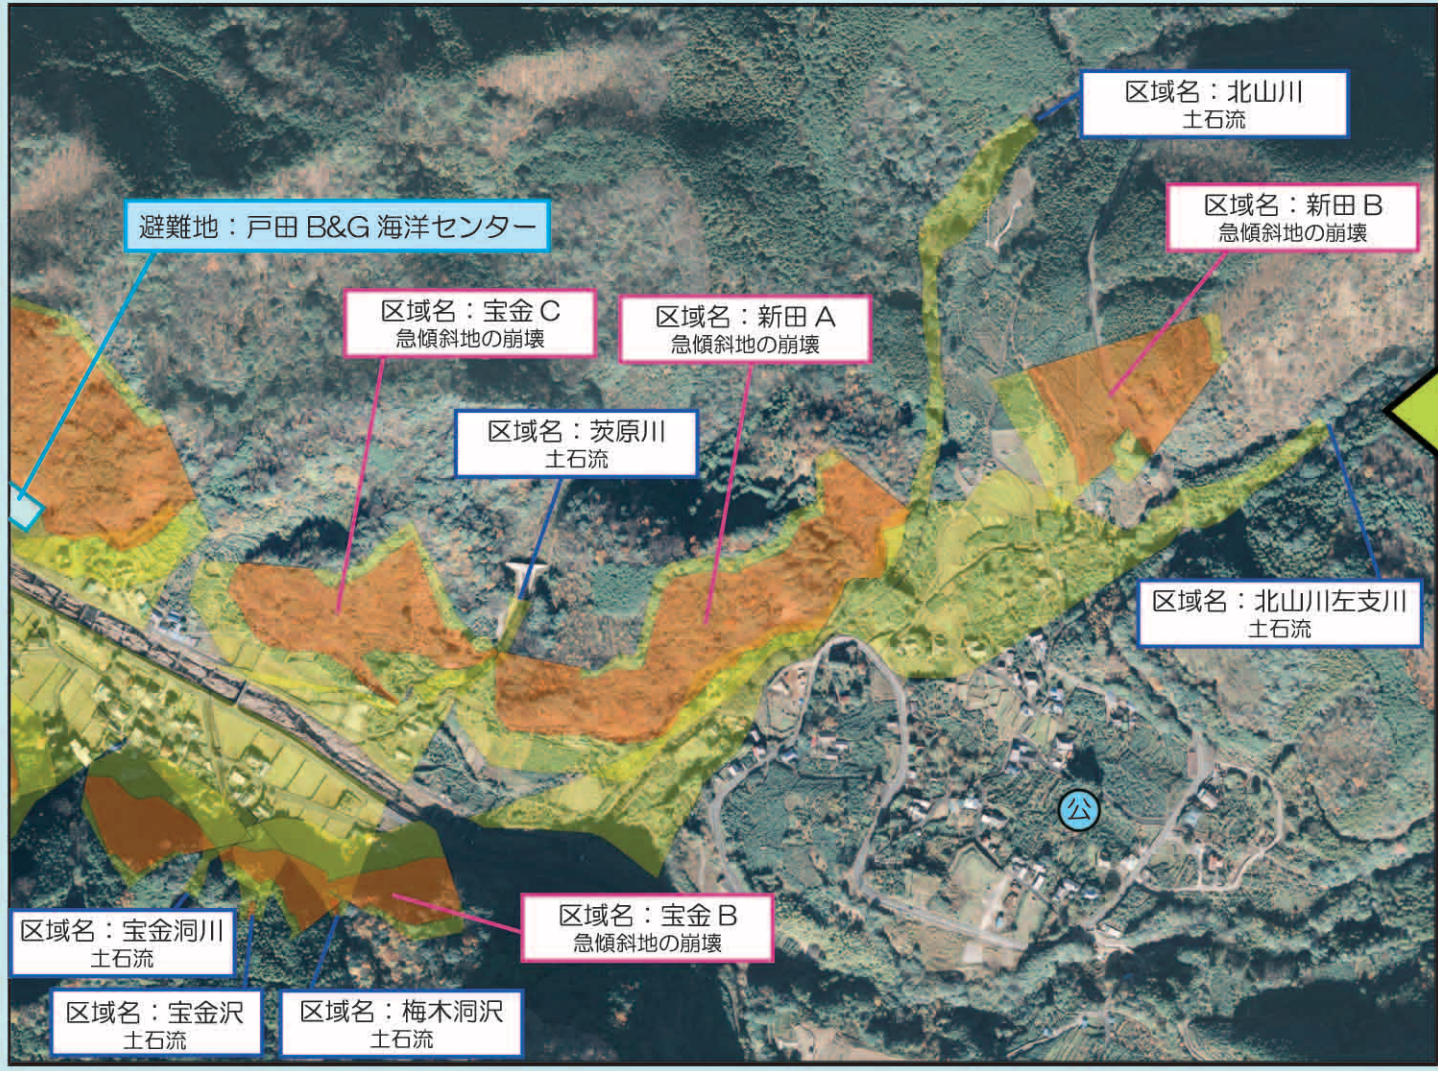 区域名：北山川
土石流
区域名：新田 B
急傾斜地の崩壊
避難地：戸田 B&G 海洋センター
区域名：宝金 C
急傾斜地の崩壊
区域名：新田 A
急傾斜地の崩壊
区域名：茨原川
土石流
区域名：北山川左支川
土石流
公
区域名：宝金 B
急傾斜地の崩壊
区域名：宝金洞川
土石流
区域名：宝金沢
土石流
区域名：梅木洞沢
土石流